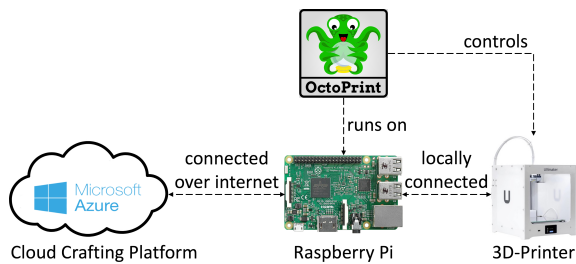 OctoPrint
controls
runs on
connected
over internet
locally
connected
Microsoft
Azure
U
Cloud Crafting Platform
Raspberry Pi
3D-Printer